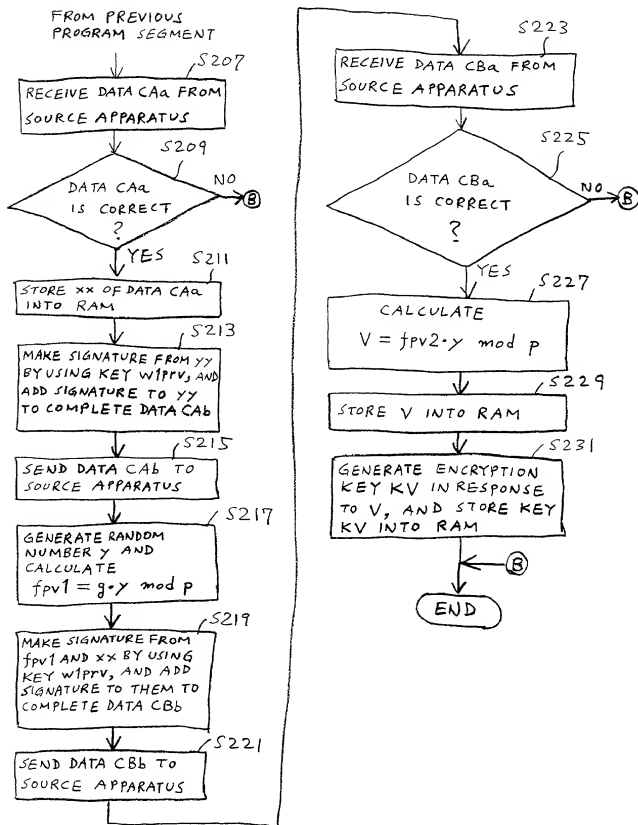 FROM PREVIOUS
PROGRAM SEGMENT
S207
RECEIVE DATA CAa FROM
SOURCE APPARATUS
S209
DATA CAa
IS CORRECT
?
NO
B
YES
S211
STORE xx OF DATA CAa
INTO RAM
S213
MAKE SIGNATURE FROM yy
BY USING KEY w1prv, AND
ADD SIGNATURE TO yy
TO COMPLETE DATA CAb
S215
SEND DATA CAb TO
SOURCE APPARATUS
S217
GENERATE RANDOM
NUMBER y AND
CALCULATE
fpv1 = g·y mod p
S219
MAKE SIGNATURE FROM
fpv1 AND xx BY USING
KEY w1prv, AND ADD
SIGNATURE TO THEM TO
COMPLETE DATA CBb
S221
SEND DATA CBb TO
SOURCE APPARATUS
S223
RECEIVE DATA CBa FROM
SOURCE APPARATUS
S225
DATA CBa
IS CORRECT
?
NO
B
YES
S227
CALCULATE
V = fpv2·y mod p
S229
STORE V INTO RAM
S231
GENERATE ENCRYPTION
KEY KV IN RESPONSE
TO V, AND STORE KEY
KV INTO RAM
B
END